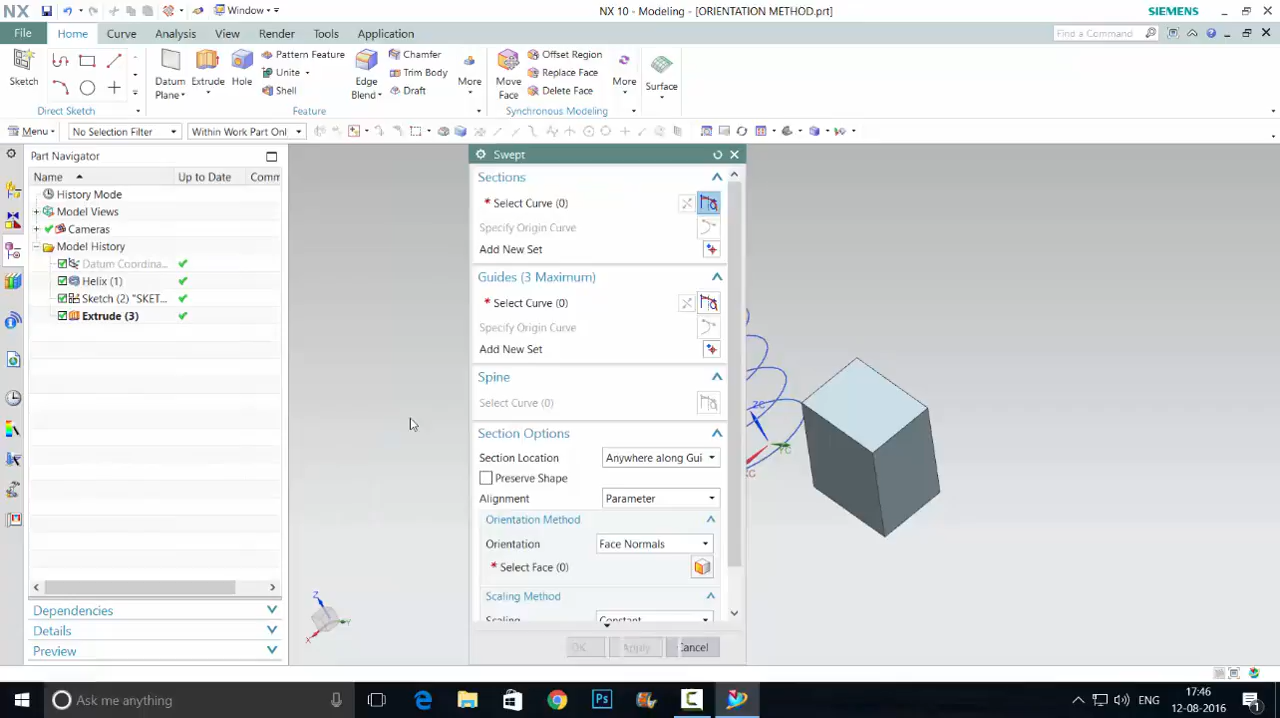 NX Window NX 10 - Modeling - [ORIENTATION METHOD.prt] SIEMENS
File Home Curve Analysis View Render Tools Application Find a Command
Pattern Feature Chamfer Offset Region
Unite Trim Body Replace Face
Sketch Datum Plane Extrude Hole Shell Edge Blend Draft More Move Face Delete Face More Surface
Direct Sketch Feature Synchronous Modeling
Menu No Selection Filter Within Work Part Onl
Part Navigator
Name Up to Date Comm
History Mode
Model Views
Cameras
Model History
Datum Coordina...
Helix (1)
Sketch (2) "SKET...
Extrude (3)
Dependencies
Details
Preview
Swept
Sections
* Select Curve (0)
Specify Origin Curve
Add New Set
Guides (3 Maximum)
* Select Curve (0)
Specify Origin Curve
Add New Set
Spine
Select Curve (0)
Section Options
Section Location Anywhere along Gui
Preserve Shape
Alignment Parameter
Orientation Method
Orientation Face Normals
* Select Face (0)
Scaling Method
Scaling Constant
OK Apply Cancel
ZC
YC
Z
Y
X
Ask me anything ENG 17:46
12-08-2016